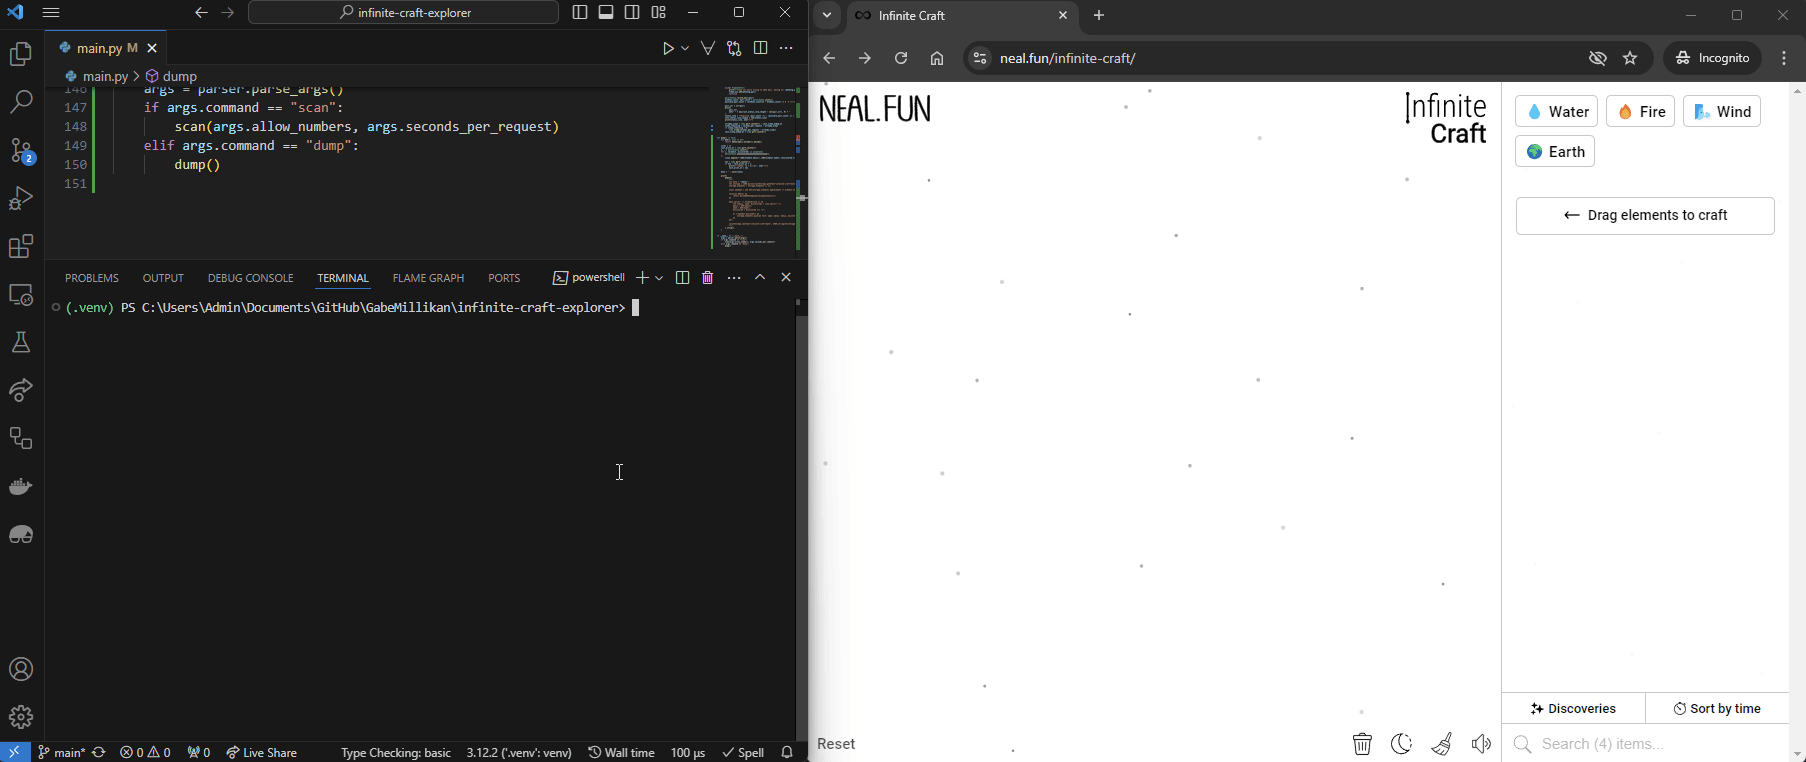 infinite-craft-explorer
main.py M
main.py > dump
146 args = parser.parse_args()
147 if args.command == "scan":
148 scan(args.allow_numbers, args.seconds_per_request)
149 elif args.command == "dump":
150 dump()
151
PROBLEMS OUTPUT DEBUG CONSOLE TERMINAL FLAME GRAPH PORTS powershell
(.venv) PS C:\Users\Admin\Documents\GitHub\GabeMillikan\infinite-craft-explorer>
2
main* 0 0 0 Live Share Type Checking: basic 3.12.2 ('.venv': venv) Wall time 100 µs Spell
Infinite Craft
neal.fun/infinite-craft/ Incognito
NEAL.FUN
Infinite
Craft
Water Fire Wind
Earth
← Drag elements to craft
Discoveries Sort by time
Reset
Search (4) items...